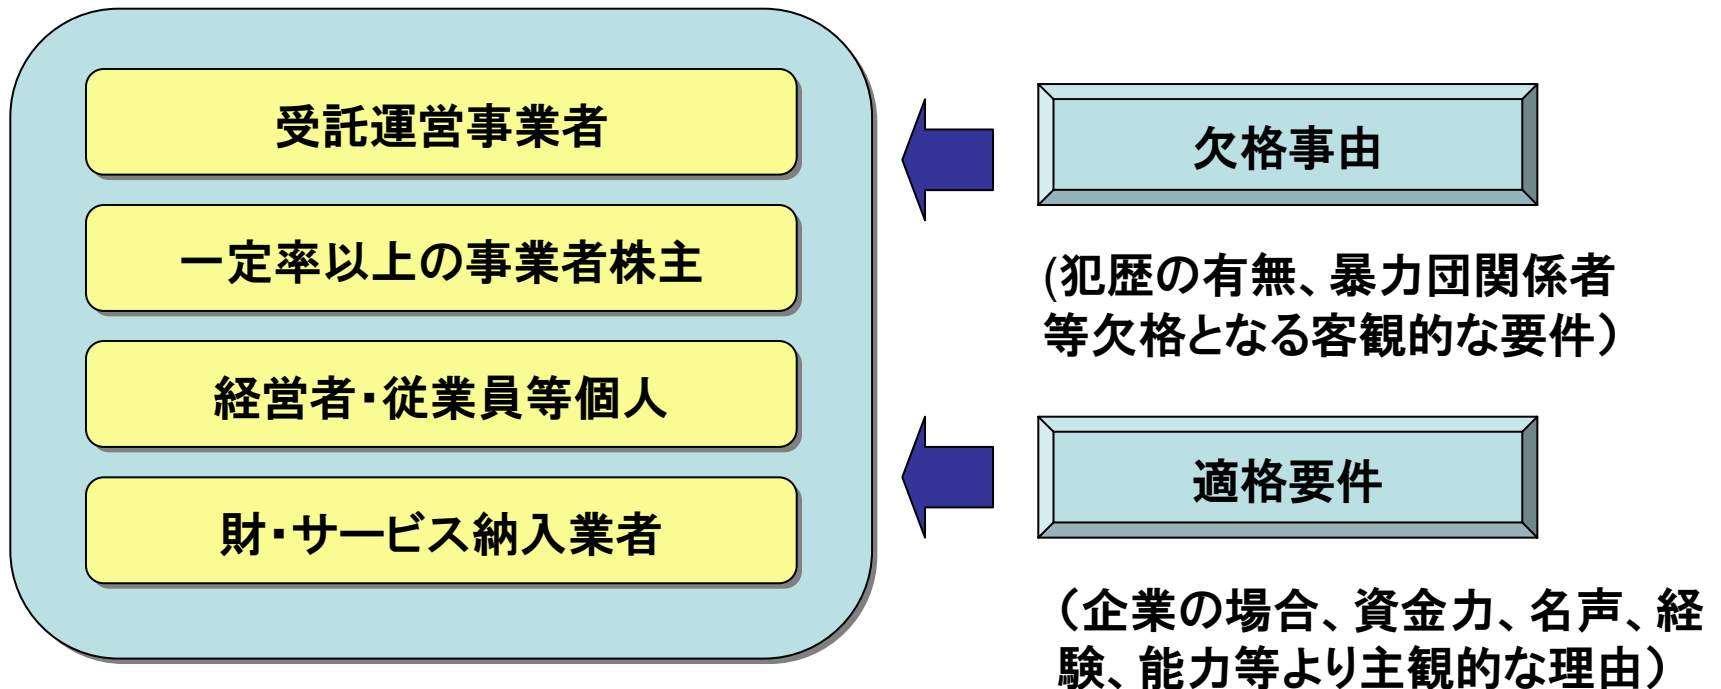 受託運営事業者
一定率以上の事業者株主
経営者・従業員等個人
財・サービス納入業者
欠格事由
(犯歴の有無、暴力団関係者
等欠格となる客観的な要件）
適格要件
（企業の場合、資金力、名声、経
験、能力等より主観的な理由）